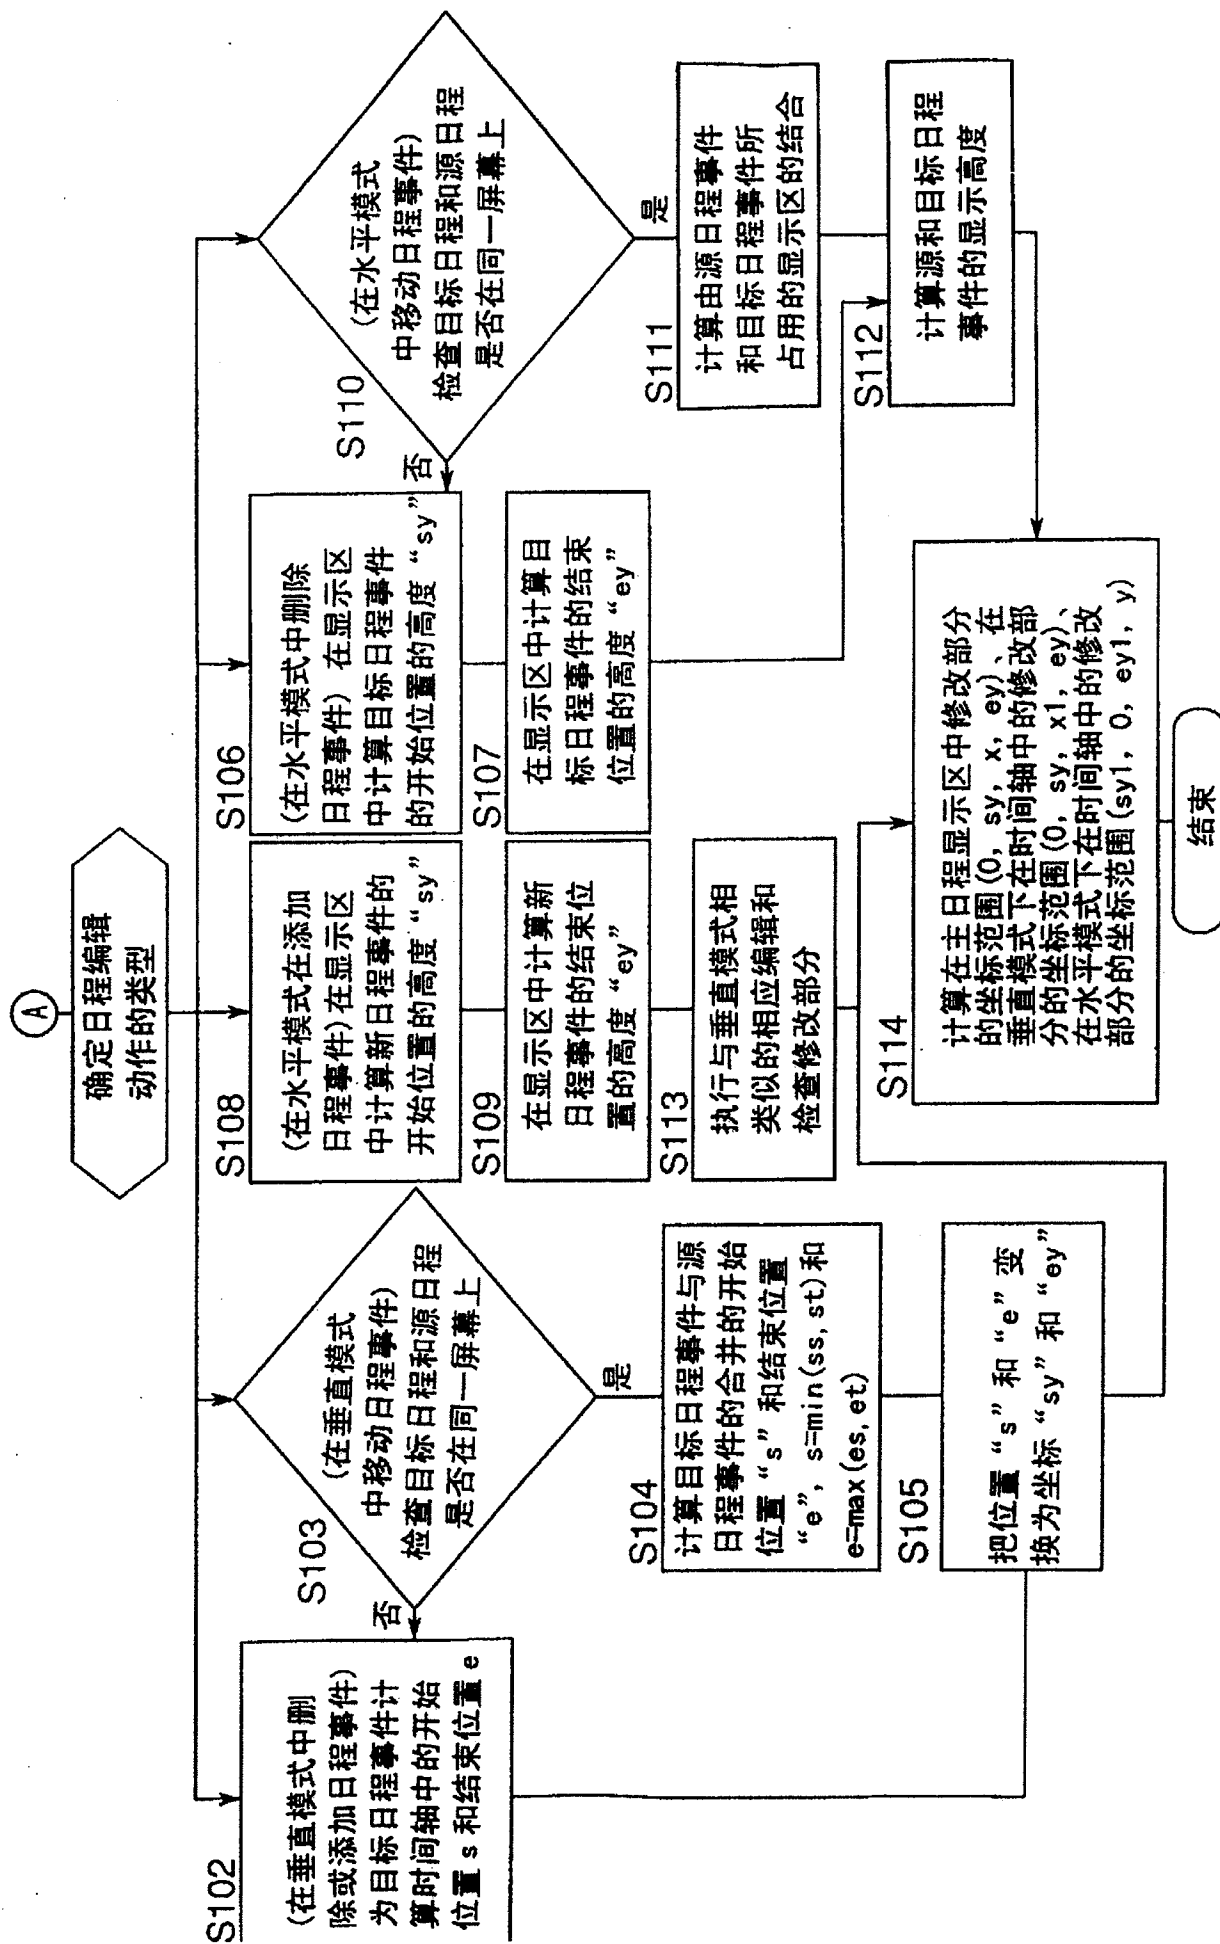 A
确定日程编辑
动作的类型
S102
(在垂直模式中删
除或添加日程事件)
为目标日程事件计
算时间轴中的开始
位置 s 和结束位置 e
S103
(在垂直模式
中移动日程事件)
检查目标日程和源日程
是否在同一屏幕上
否
是
S104
计算目标日程事件与源
日程事件的合并的开始
位置 “s” 和结束位置
“e”, s=min(ss, st)和
e=max(es, et)
S105
把位置 “s” 和 “e” 变
换为坐标 “sy” 和 “ey”
S108
(在水平模式在添加
日程事件)在显示区
中计算新日程事件的
开始位置的高度 “sy”
S109
在显示区中计算新
日程事件的结束位
置的高度 “ey”
S113
执行与垂直模式相
类似的相应编辑和
检查修改部分
S106
(在水平模式中删除
日程事件) 在显示区
中计算目标日程事件
的开始位置的高度 “sy”
S107
在显示区中计算目
标日程事件的结束
位置的高度 “ey”
S110
(在水平模式
中移动日程事件)
检查目标日程和源日程
是否在同一屏幕上
否
是
S111
计算由源日程事件
和目标日程事件所
占用的显示区的结合
S112
计算源和目标日程
事件的显示高度
S114
计算在主日程显示区中修改部分
的坐标范围(0, sy, x, ey)、在
垂直模式下在时间轴中的修改部
分的坐标范围(0, sy, x1, ey)、
在水平模式下在时间轴中的修改
部分的坐标范围(sy1, 0, ey1, y)
结束